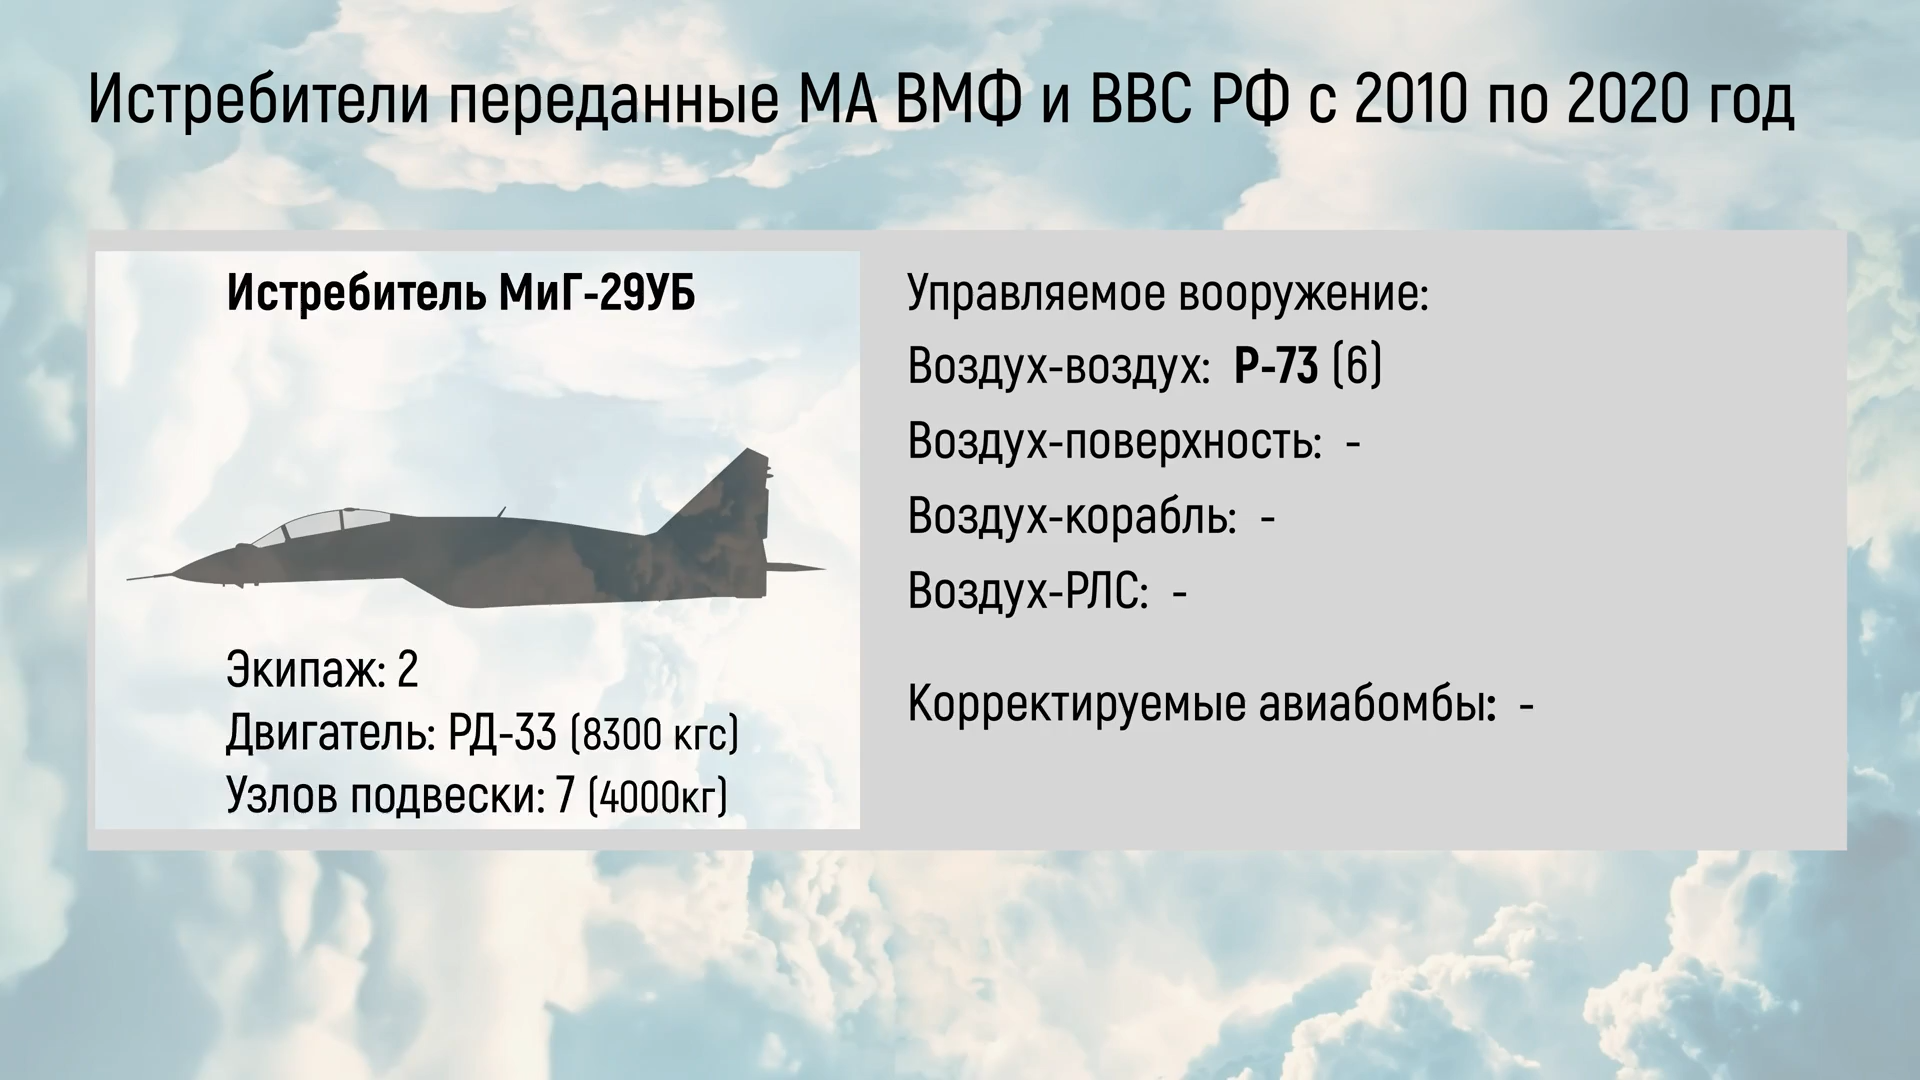 Истребители переданные МА ВМФ и ВВС РФ с 2010 по 2020 год
Истребитель МиГ-29УБ
Экипаж: 2
Двигатель: РД-33 (8300 кгс)
Узлов подвески: 7 (4000кг)
Управляемое вооружение:
Воздух-воздух: Р-73 (6)
Воздух-поверхность: -
Воздух-корабль: -
Воздух-РЛС: -
Корректируемые авиабомбы: -